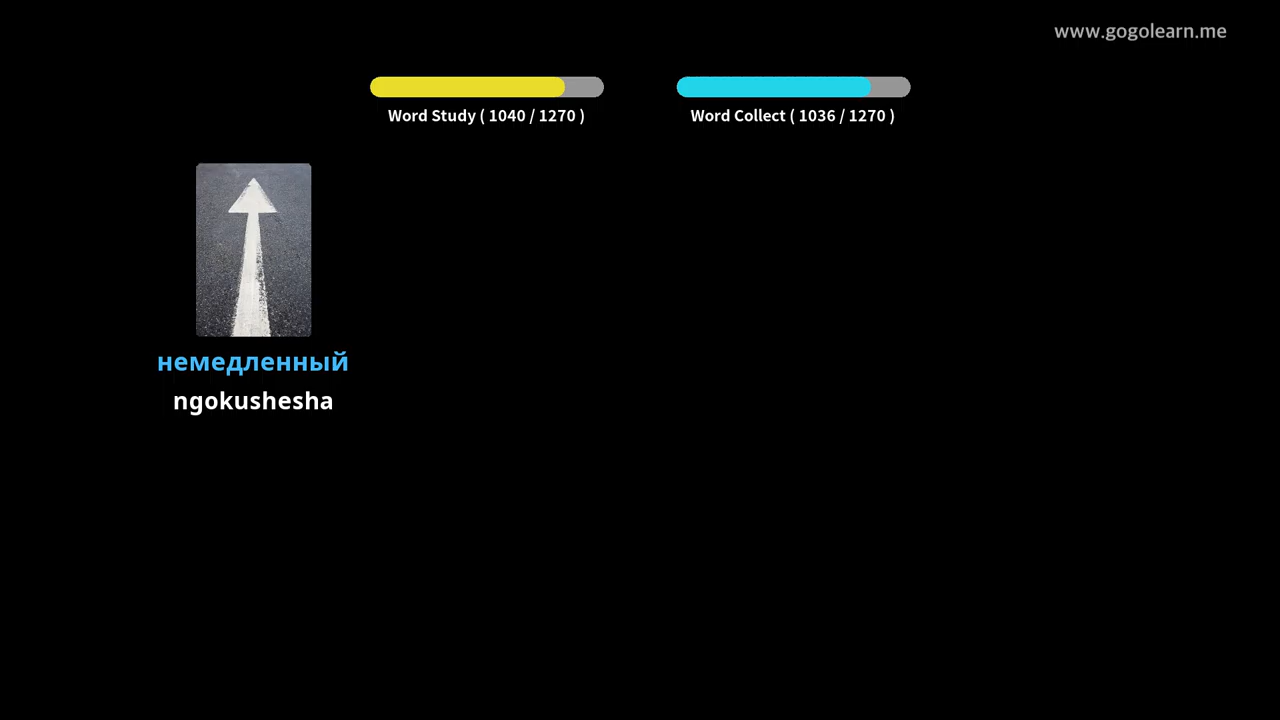 www.gogolearn.me
Word Study ( 1040 / 1270 )
Word Collect ( 1036 / 1270 )
немедленный
ngokushesha